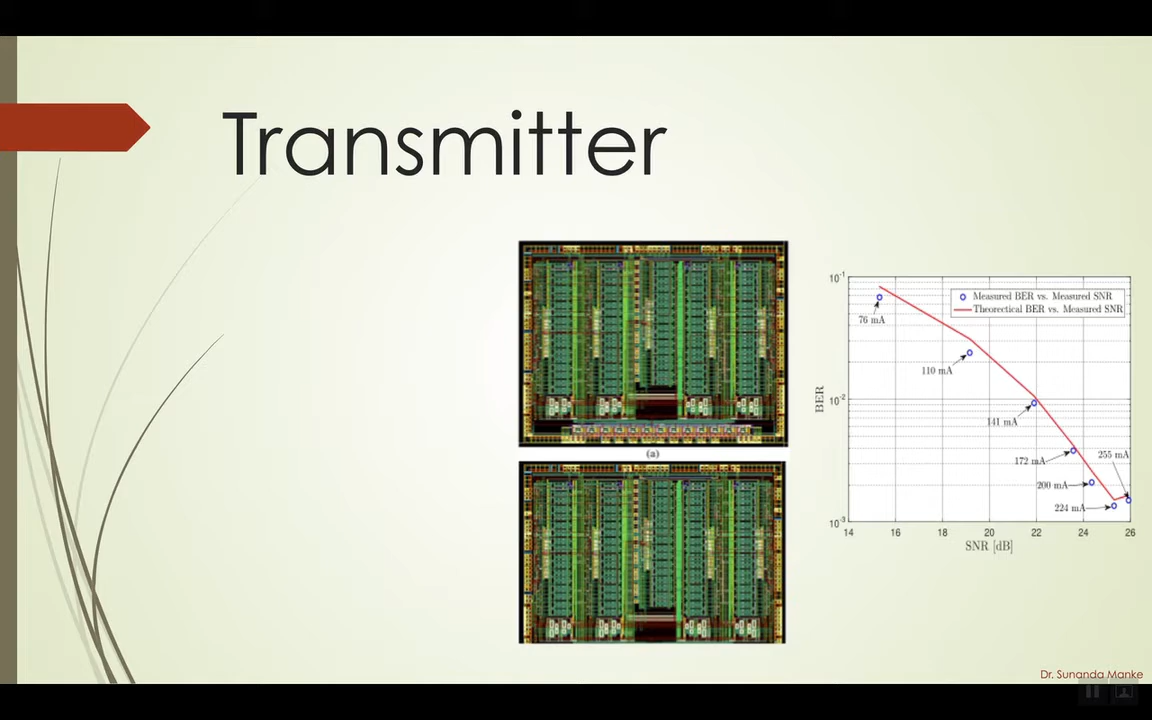 Transmitter
(a)
10-1
10-2
10-3
BER
Measured BER vs. Measured SNR
Theorectical BER vs. Measured SNR
76 mA
110 mA
141 mA
172 mA
255 mA
200 mA
224 mA
14 16 18 20 22 24 26
SNR [dB]
Dr. Sunanda Manke